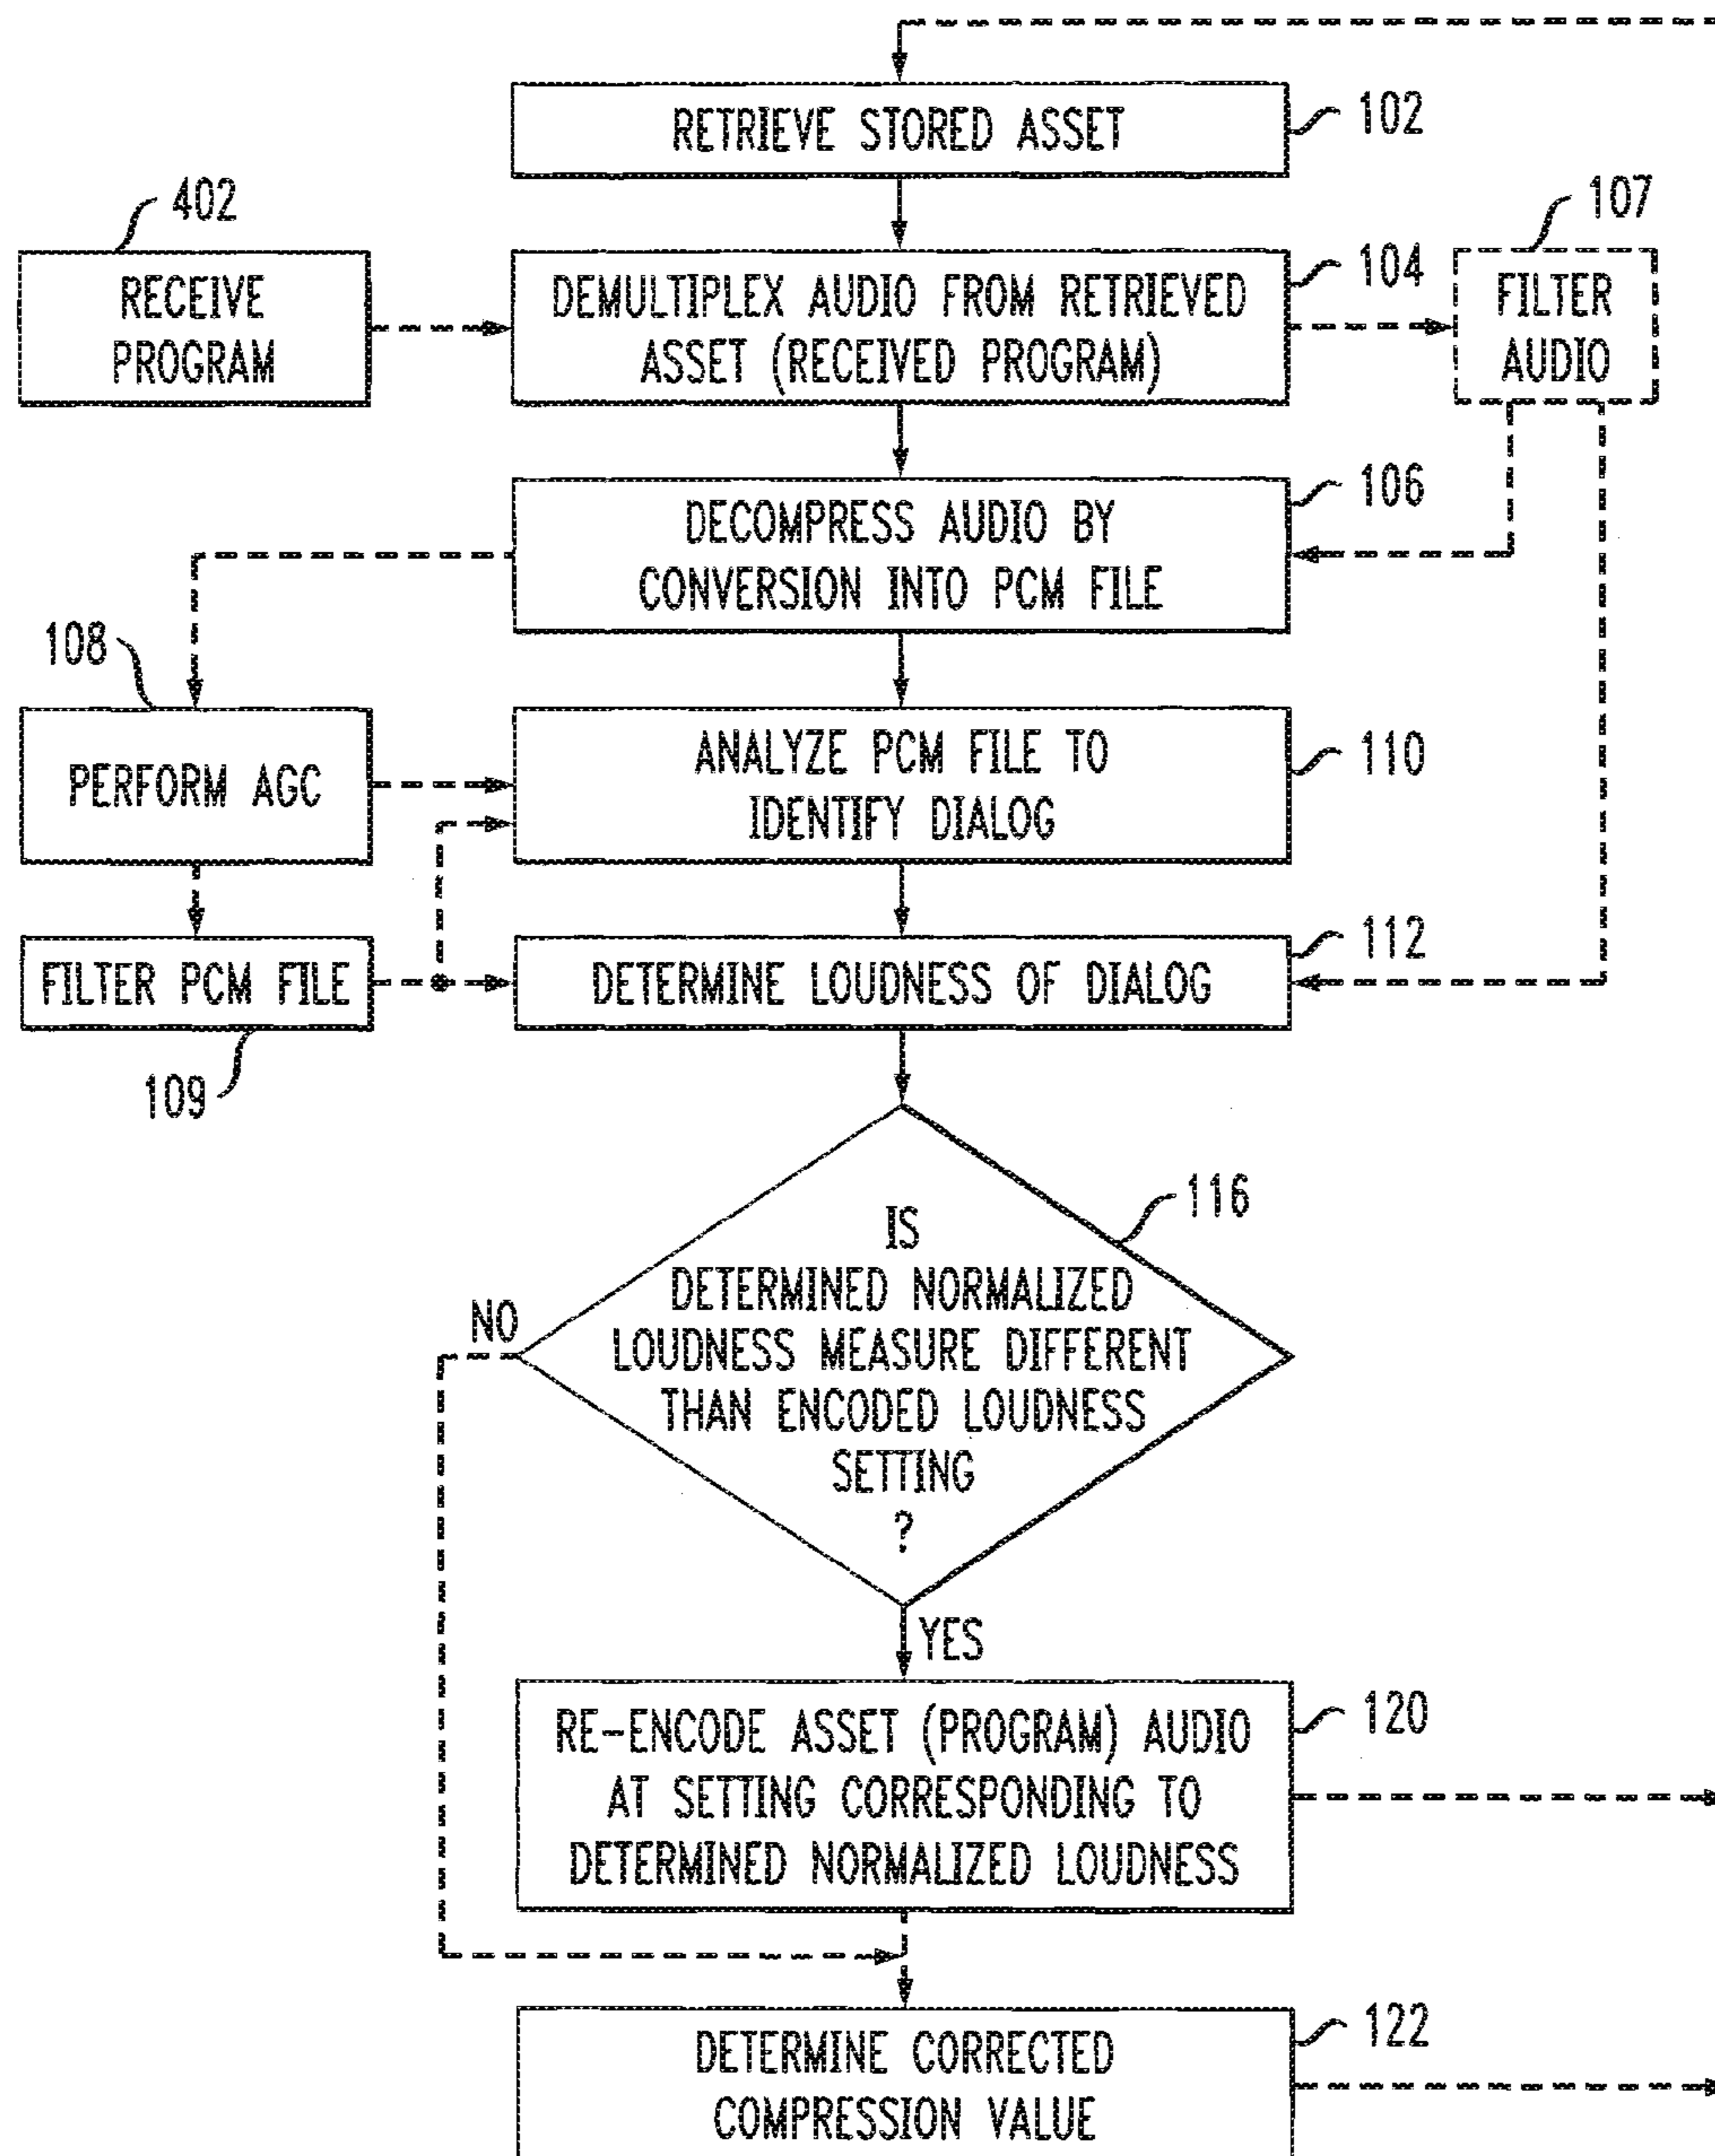 RETRIEVE STORED ASSET
102
402
RECEIVE
PROGRAM
DEMULTIPLEX AUDIO FROM RETRIEVED
ASSET (RECEIVED PROGRAM)
104
107
FILTER
AUDIO
DECOMPRESS AUDIO BY
CONVERSION INTO PCM FILE
106
108
PERFORM AGC
ANALYZE PCM FILE TO
IDENTIFY DIALOG
110
FILTER PCM FILE
109
DETERMINE LOUDNESS OF DIALOG
112
IS
DETERMINED NORMALIZED
LOUDNESS MEASURE DIFFERENT
THAN ENCODED LOUDNESS
SETTING
?
116
NO
YES
RE-ENCODE ASSET (PROGRAM) AUDIO
AT SETTING CORRESPONDING TO
DETERMINED NORMALIZED LOUDNESS
120
DETERMINE CORRECTED
COMPRESSION VALUE
122